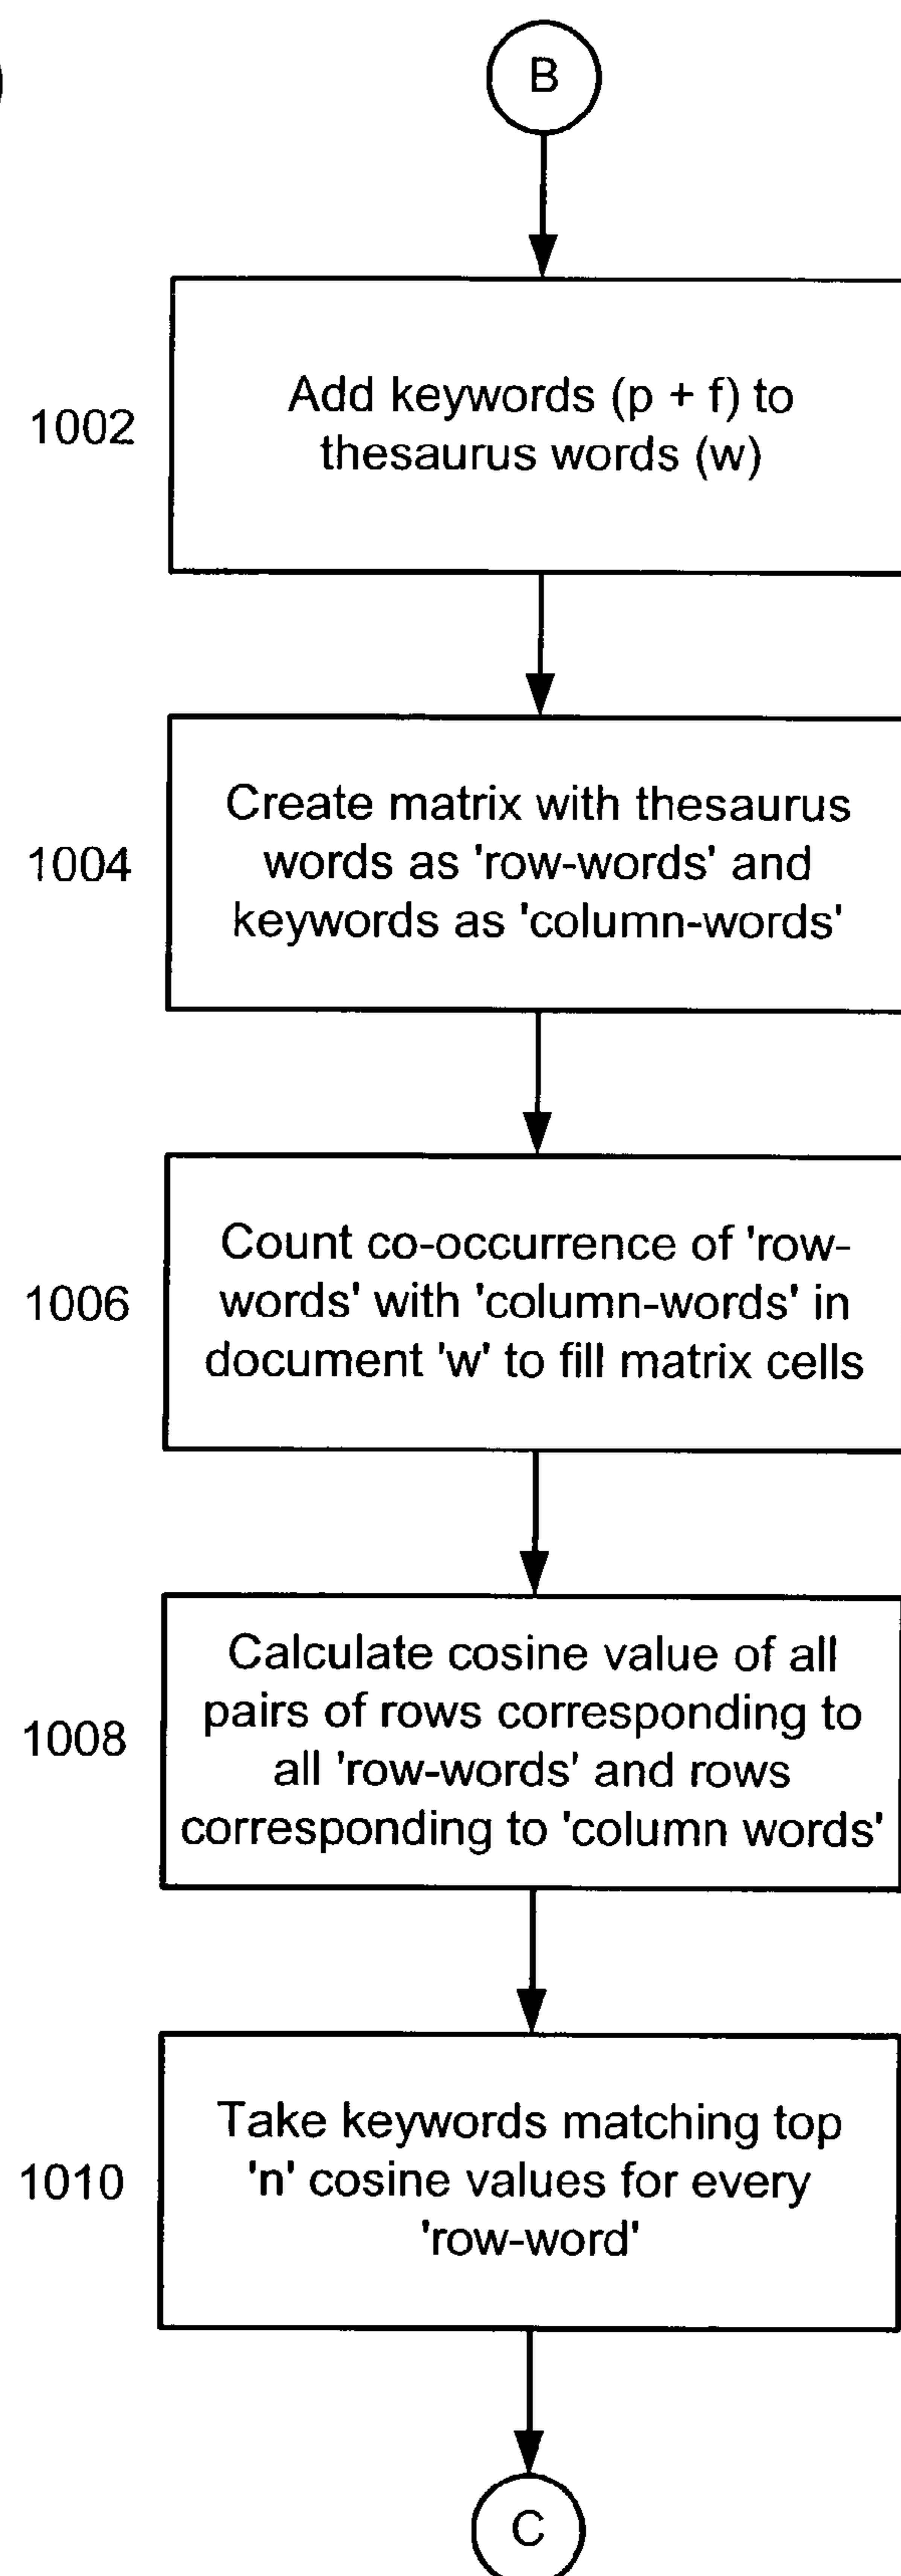 B
1002
Add keywords (p + f) to
thesaurus words (w)
1004
Create matrix with thesaurus
words as 'row-words' and
keywords as 'column-words'
1006
Count co-occurrence of 'row-
words' with 'column-words' in
document 'w' to fill matrix cells
1008
Calculate cosine value of all
pairs of rows corresponding to
all 'row-words' and rows
corresponding to 'column words'
1010
Take keywords matching top
'n' cosine values for every
'row-word'
C